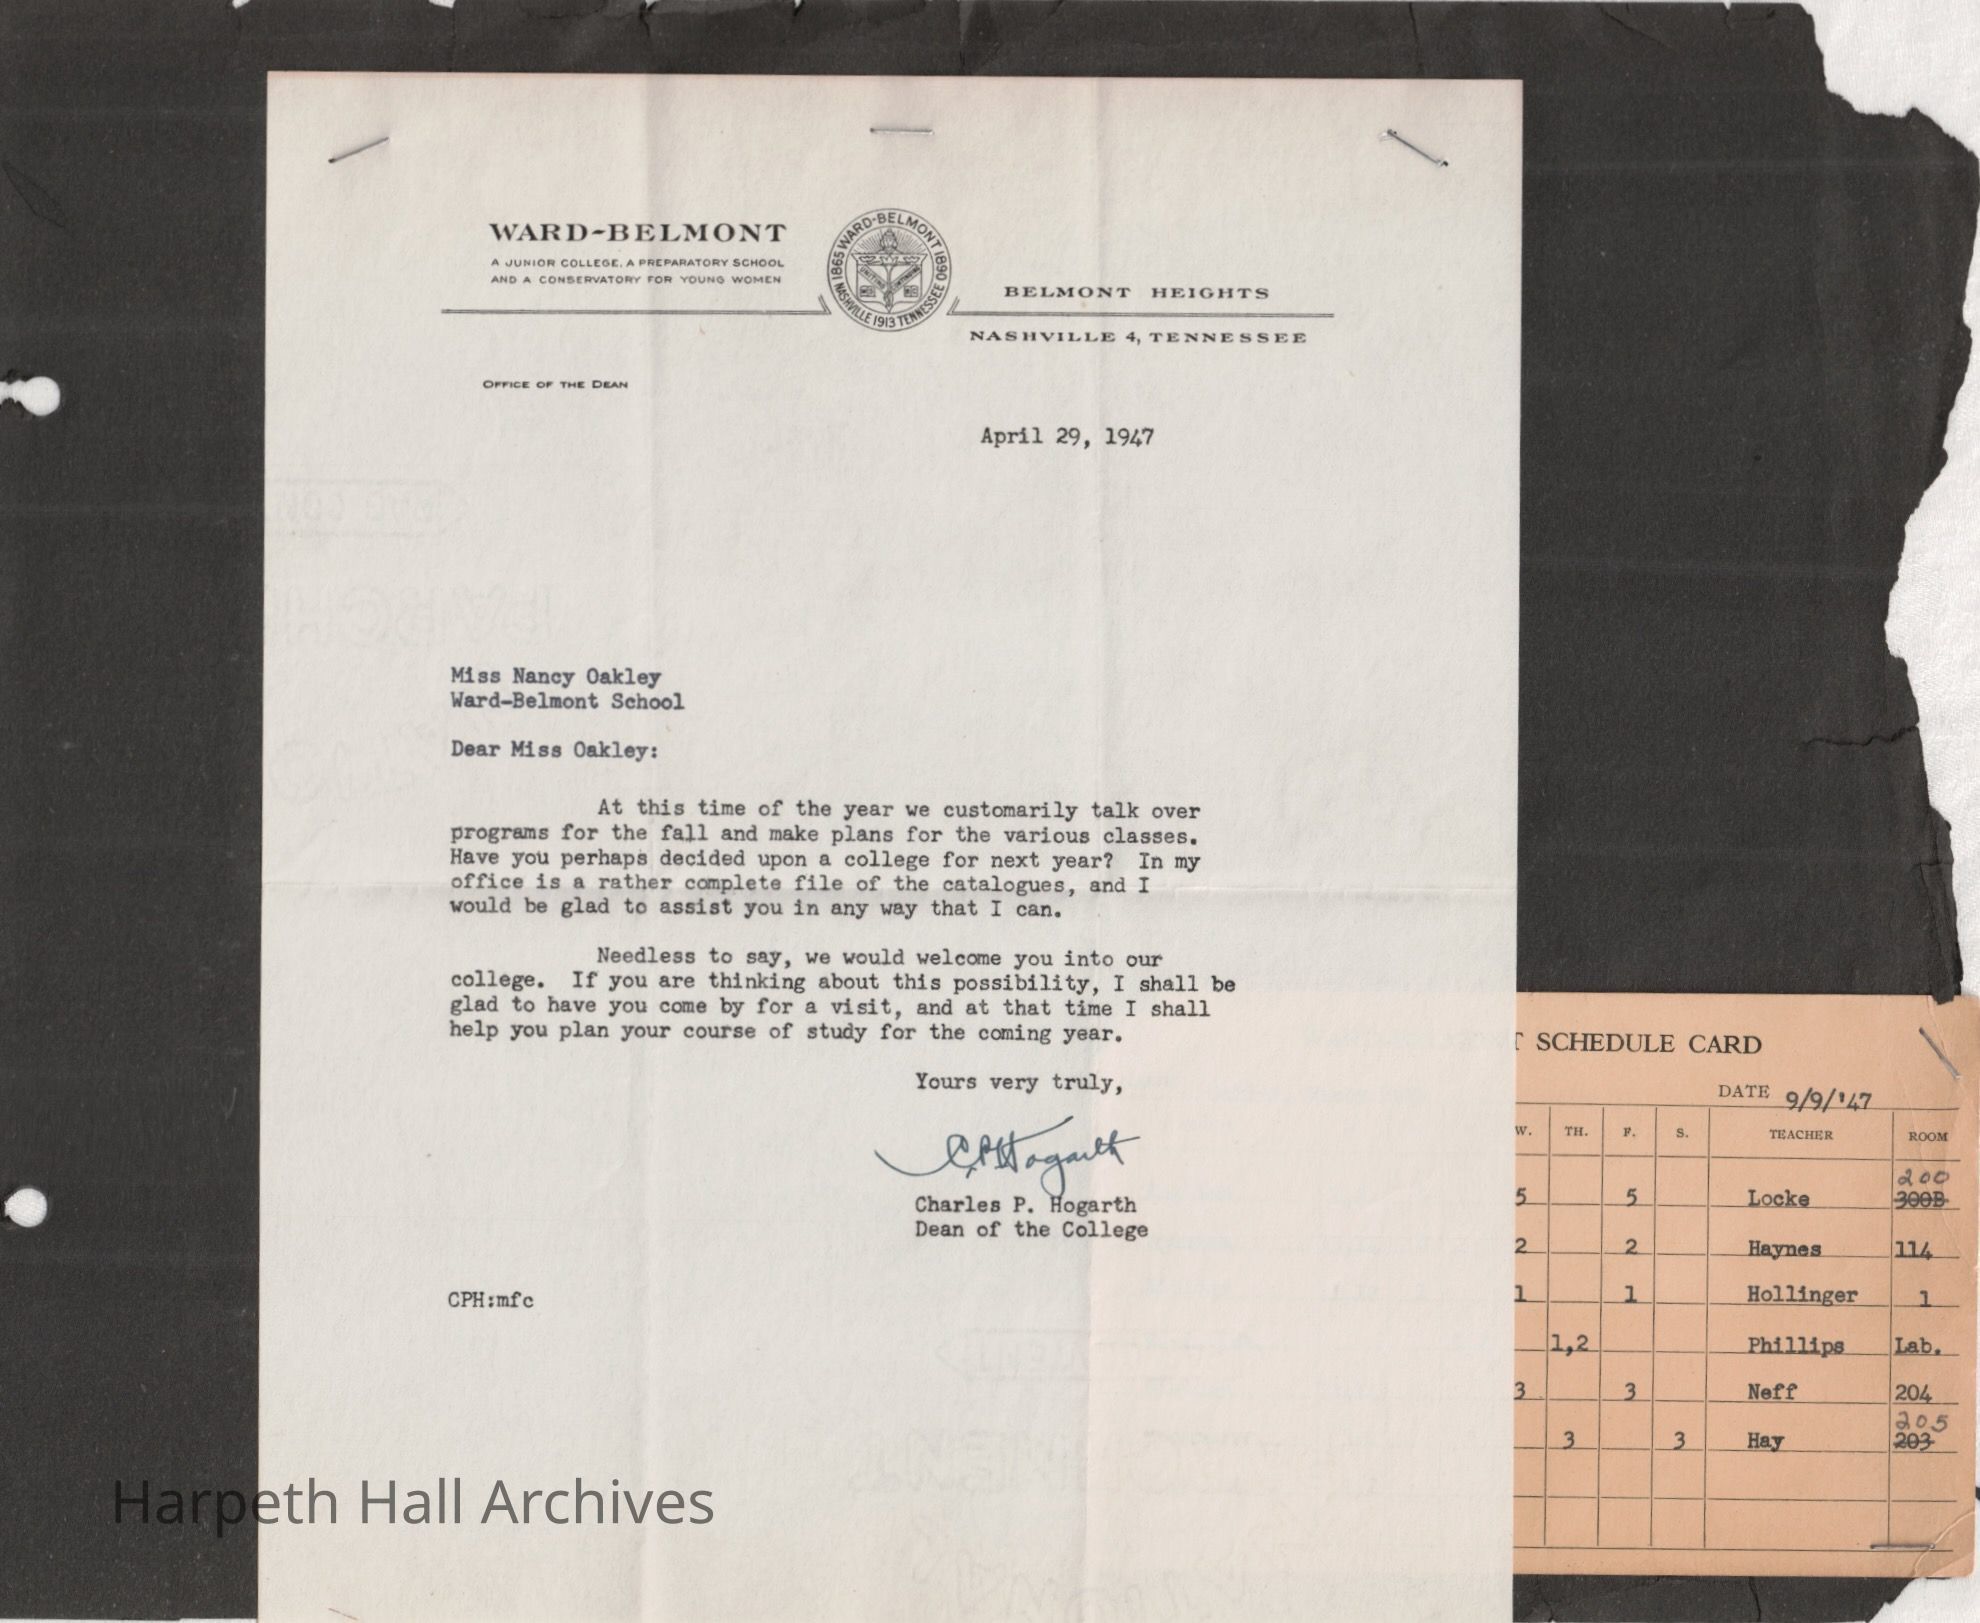 WARD-BELMONT
A JUNIOR COLLEGE, A PREPARATORY SCHOOL
AND A CONSERVATORY FOR YOUNG WOMEN
WARD-BELMONT
1865 1890
NASHVILLE 1913 TENNESSEE
BELMONT HEIGHTS
NASHVILLE 4, TENNESSEE
OFFICE OF THE DEAN
April 29, 1947
Miss Nancy Oakley
Ward-Belmont School
Dear Miss Oakley:
At this time of the year we customarily talk over
programs for the fall and make plans for the various classes.
Have you perhaps decided upon a college for next year? In my
office is a rather complete file of the catalogues, and I
would be glad to assist you in any way that I can.
Needless to say, we would welcome you into our
college. If you are thinking about this possibility, I shall be
glad to have you come by for a visit, and at that time I shall
help you plan your course of study for the coming year.
Yours very truly,
C.P.Hogarth
Charles P. Hogarth
Dean of the College
CPH:mfc
T SCHEDULE CARD
DATE 9/9/'47
W. TH. F. S. TEACHER ROOM
200
5 5 Locke 300B
2 2 Haynes 114
1 1 Hollinger 1
1,2 Phillips Lab.
3 3 Neff 204
205
3 3 Hay 203
Harpeth Hall Archives